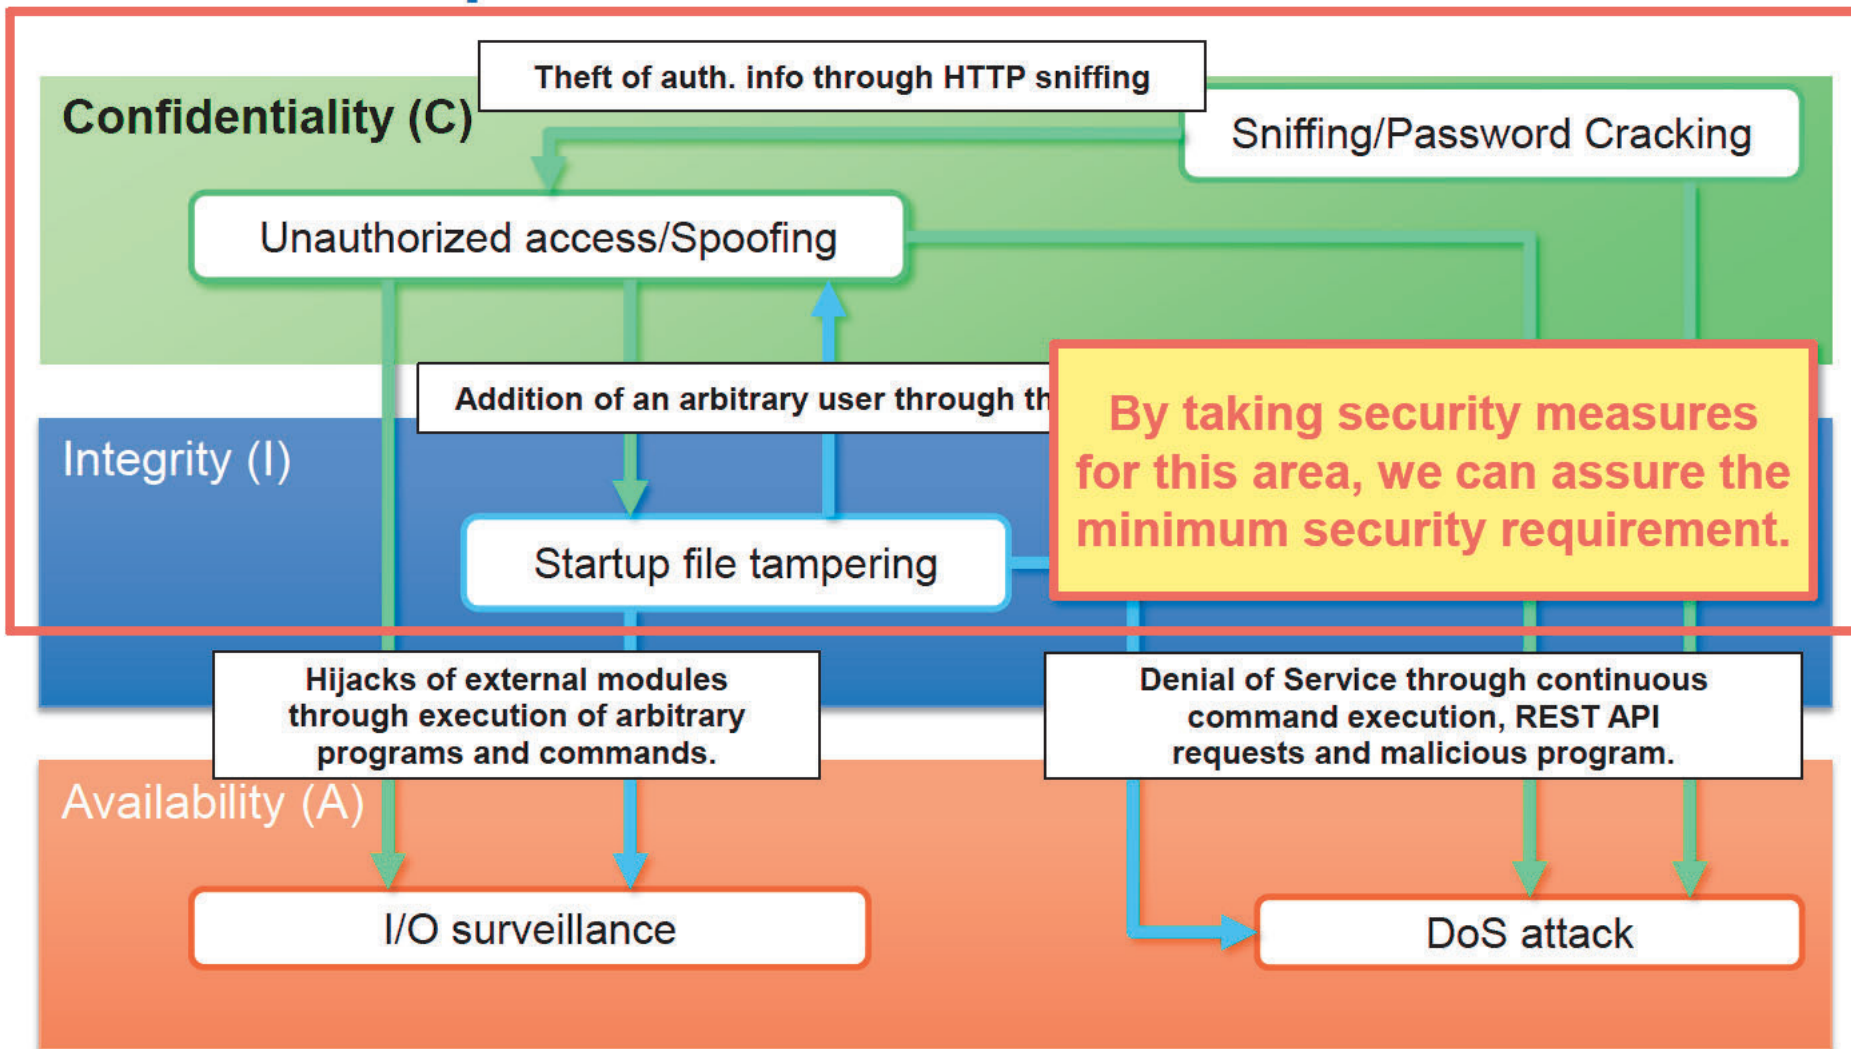 Theft of auth. info through HTTP sniffing
Confidentiality (C)
Sniffing/Password Cracking
Unauthorized access/Spoofing
Addition of an arbitrary user through
By taking security measures
for this area, we can assure the
minimum security requirement.
Integrity (I)
Startup file tampering
Hijacks of external modules
through execution of arbitrary
programs and commands.
Denial of Service through continuous
command execution, REST API
requests and malicious program.
Availability (A)
I/O surveillance
DoS attack